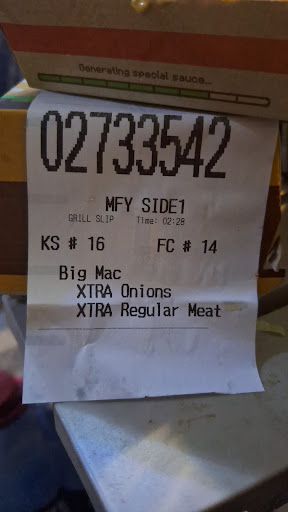 Generating special sauce...
02733542
MFY SIDE1
GRILL SLIP Time: 02:28
KS # 16 FC # 14
Big Mac
XTRA Onions
XTRA Regular Meat